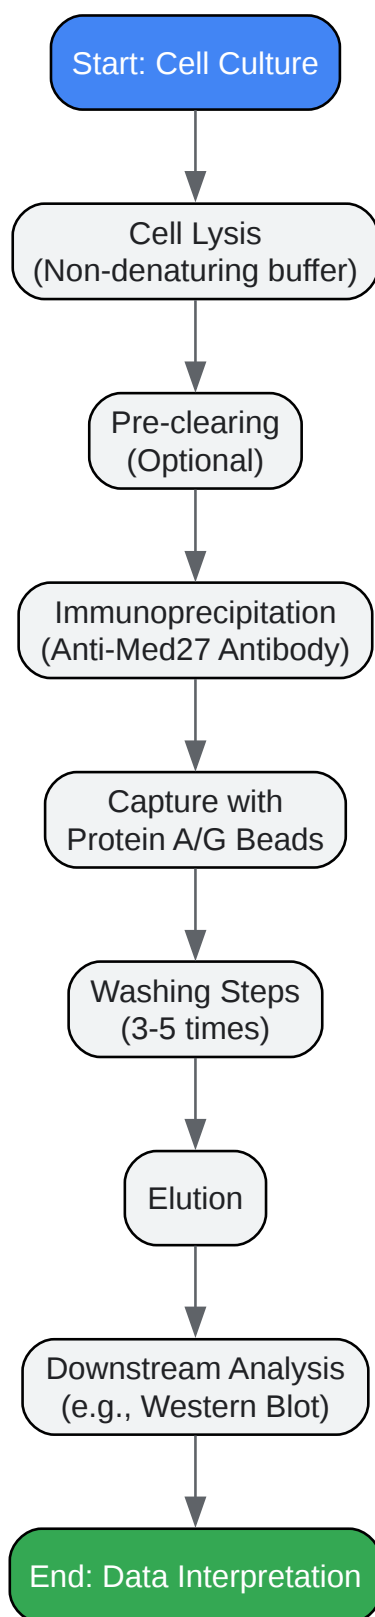 Start: Cell Culture
Cell Lysis
(Non-denaturing buffer)
Pre-clearing
(Optional)
Immunoprecipitation
(Anti-Med27 Antibody)
Capture with
Protein A/G Beads
Washing Steps
(3-5 times)
Elution
Downstream Analysis
(e.g., Western Blot)
End: Data Interpretation